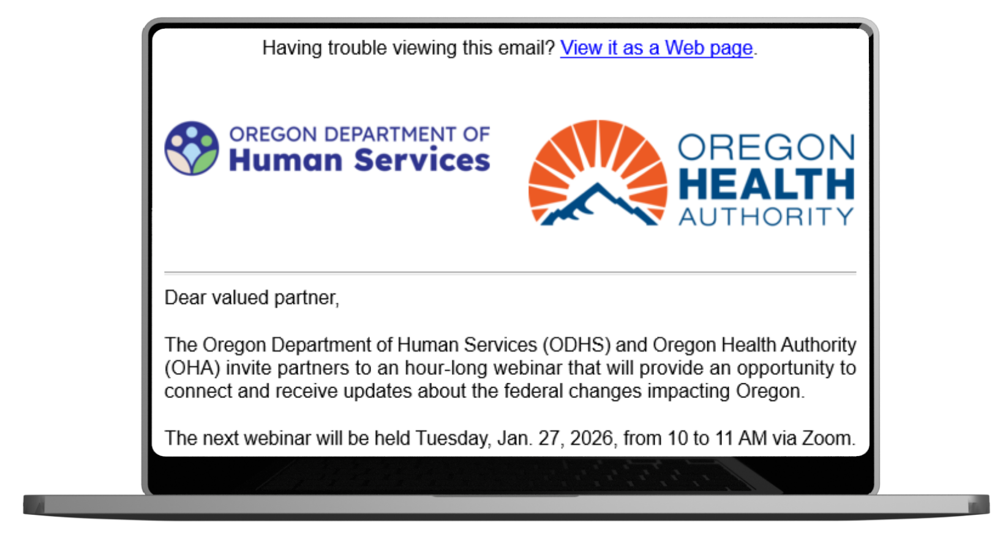 Having trouble viewing this email? View it as a Web page.
OREGON DEPARTMENT OF
Human Services
OREGON
HEALTH
AUTHORITY
Dear valued partner,
The Oregon Department of Human Services (ODHS) and Oregon Health Authority
(OHA) invite partners to an hour-long webinar that will provide an opportunity to
connect and receive updates about the federal changes impacting Oregon.
The next webinar will be held Tuesday, Jan. 27, 2026, from 10 to 11 AM via Zoom.